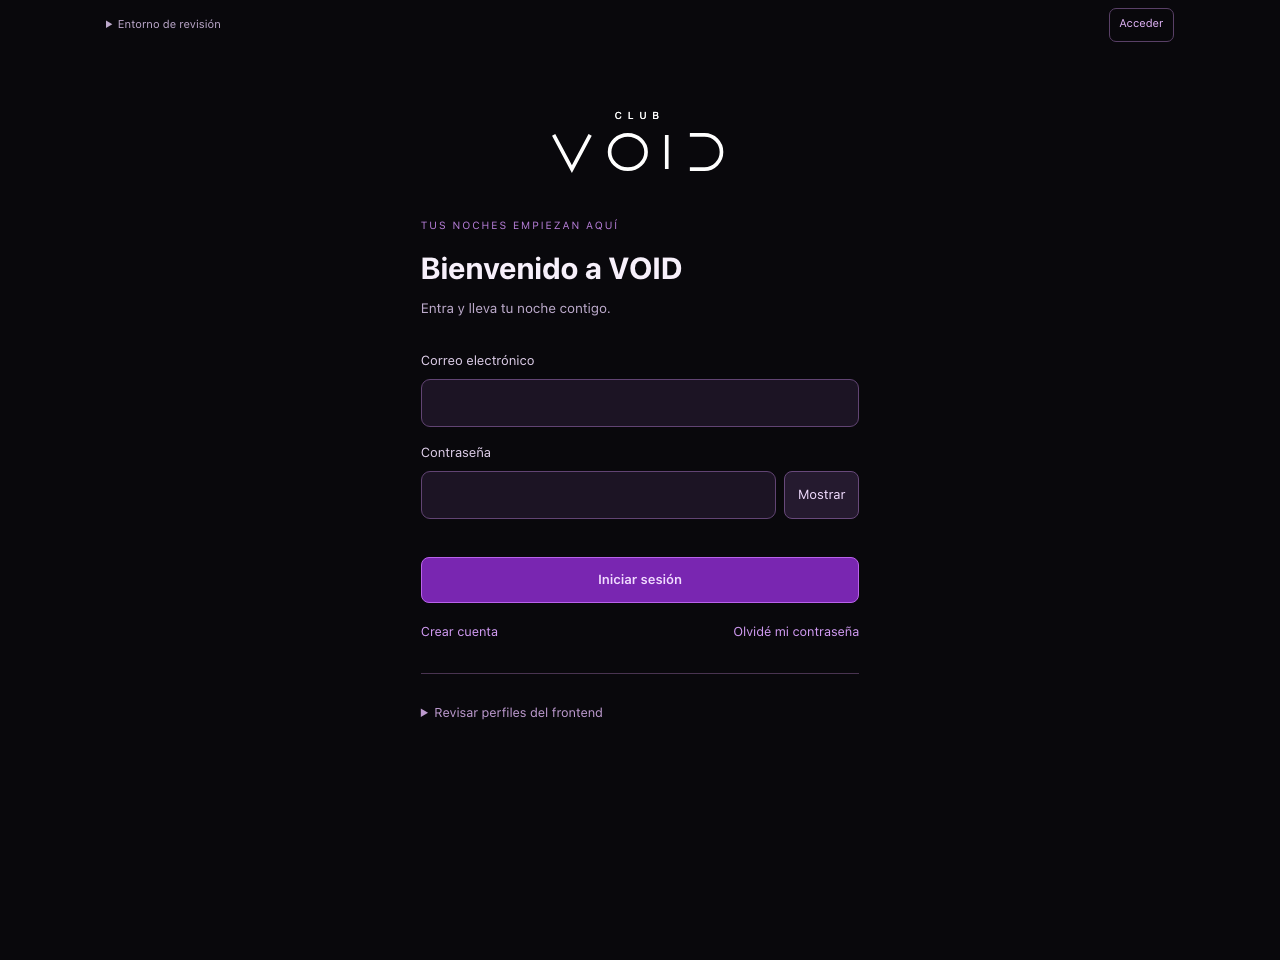 Entorno de revisión
Acceder
CLUB
VOID
TUS NOCHES EMPIEZAN AQUÍ
Bienvenido a VOID
Entra y lleva tu noche contigo.
Correo electrónico
Contraseña
Mostrar
Iniciar sesión
Crear cuenta
Olvidé mi contraseña
Revisar perfiles del frontend